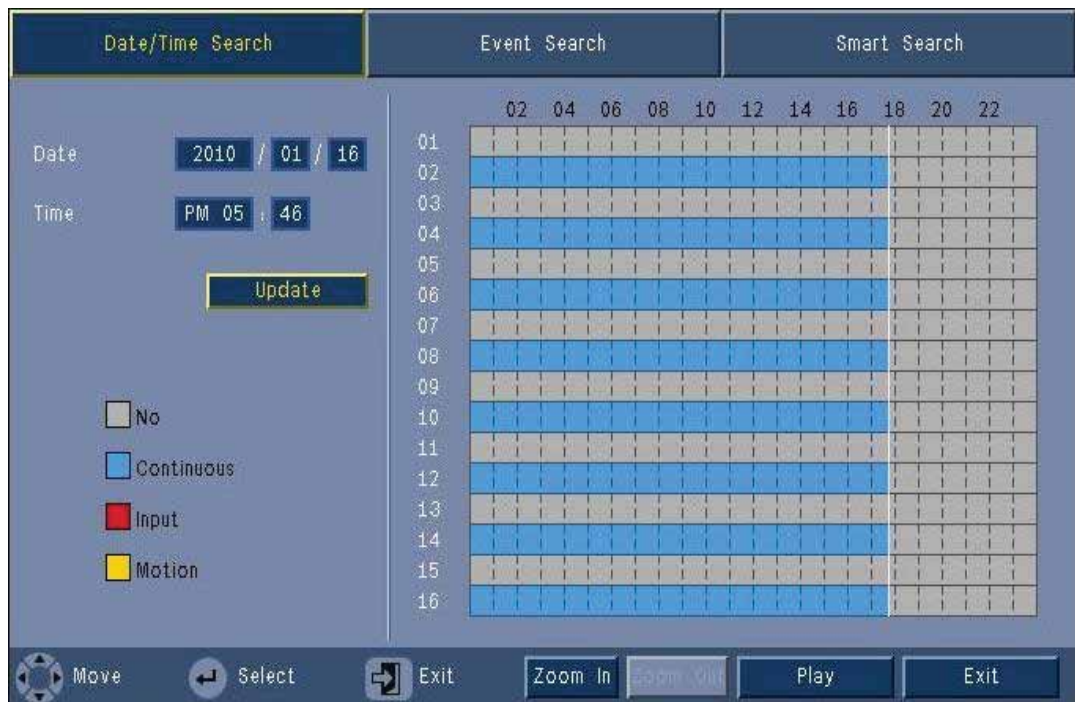 Date/Time Search Event Search Smart Search
02 04 06 08 10 12 14 16 18 20 22
Date 2010 / 01 / 16
Time PM 05 : 46
Update
01
02
03
04
05
06
07
08
09
10
11
12
13
14
15
16
No
Continuous
Input
Motion
Move Select Exit Zoom In Zoom Out Play Exit